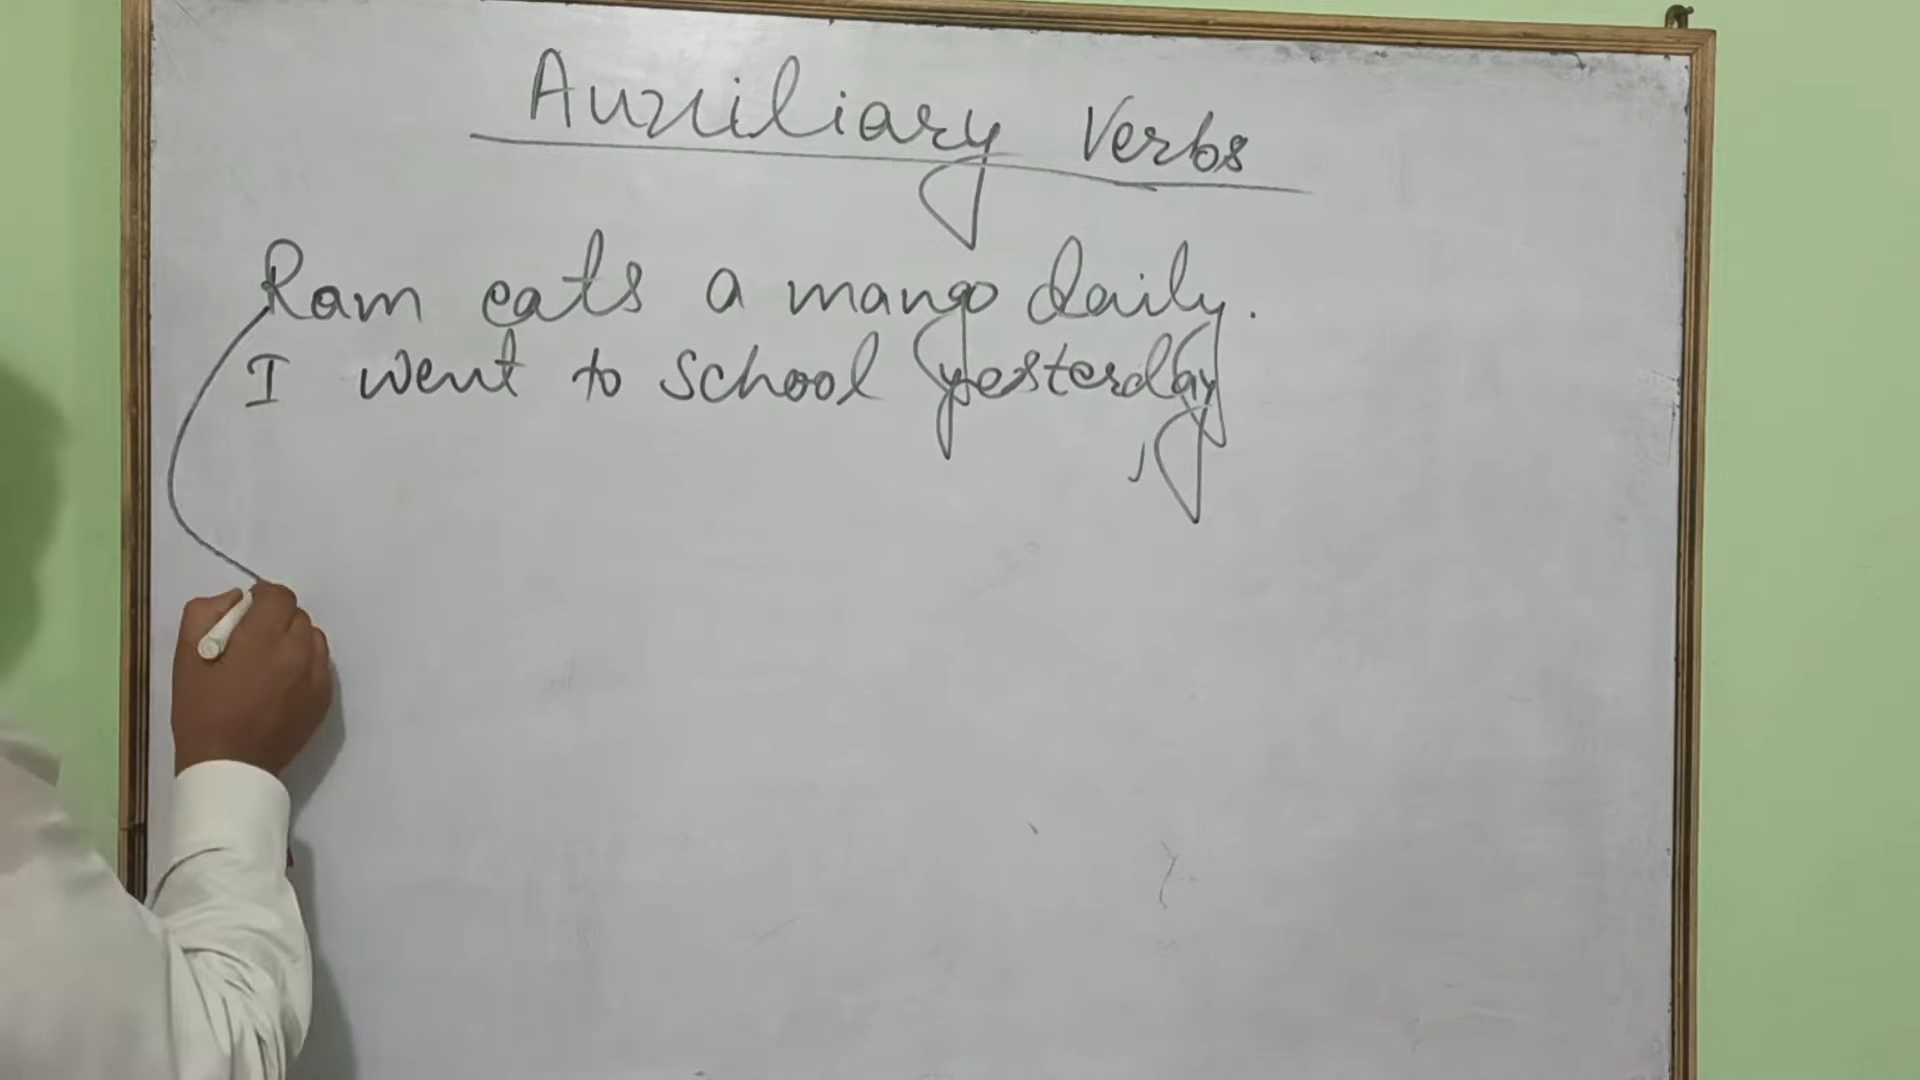 Auxiliary Verbs
Ram eats a mango daily.
I went to school yesterday